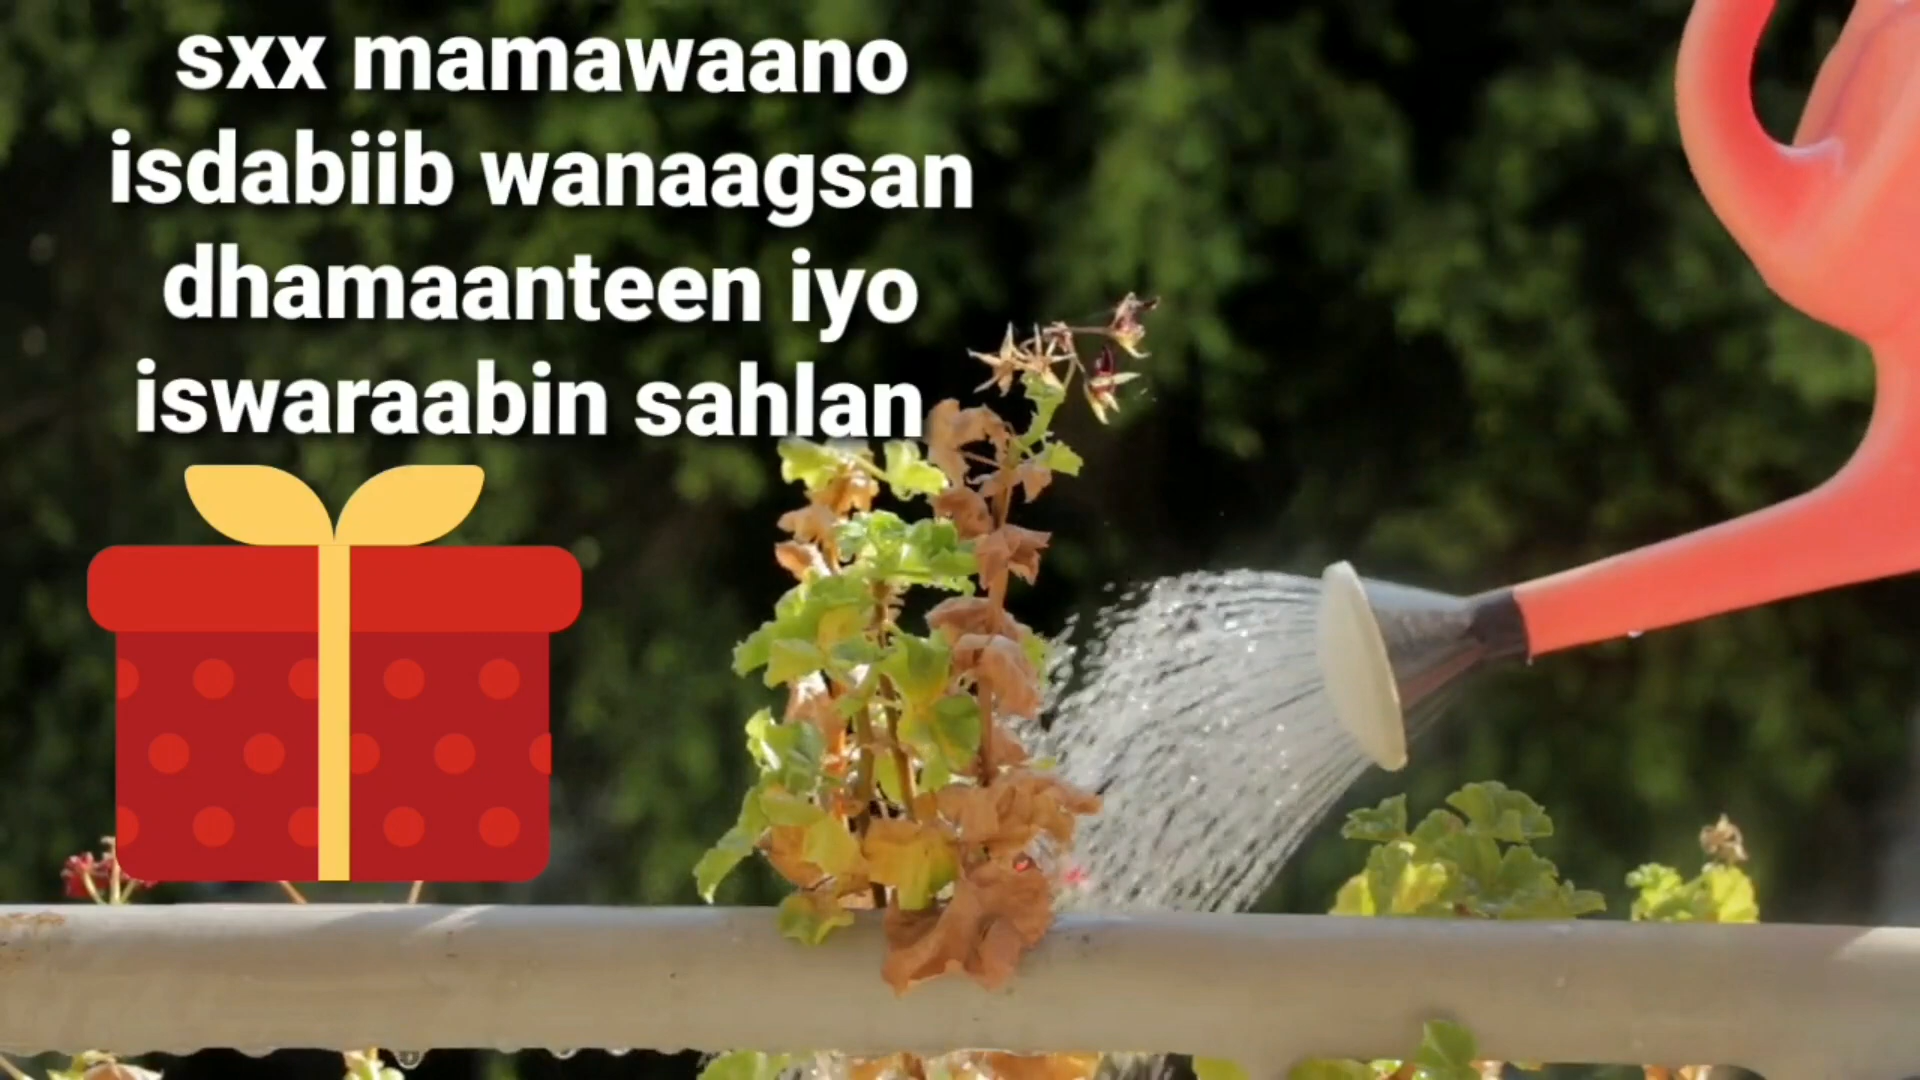 sxx mamawaano
isdabiib wanaagsan
dhamaanteen iyo
iswaraabin sahlan